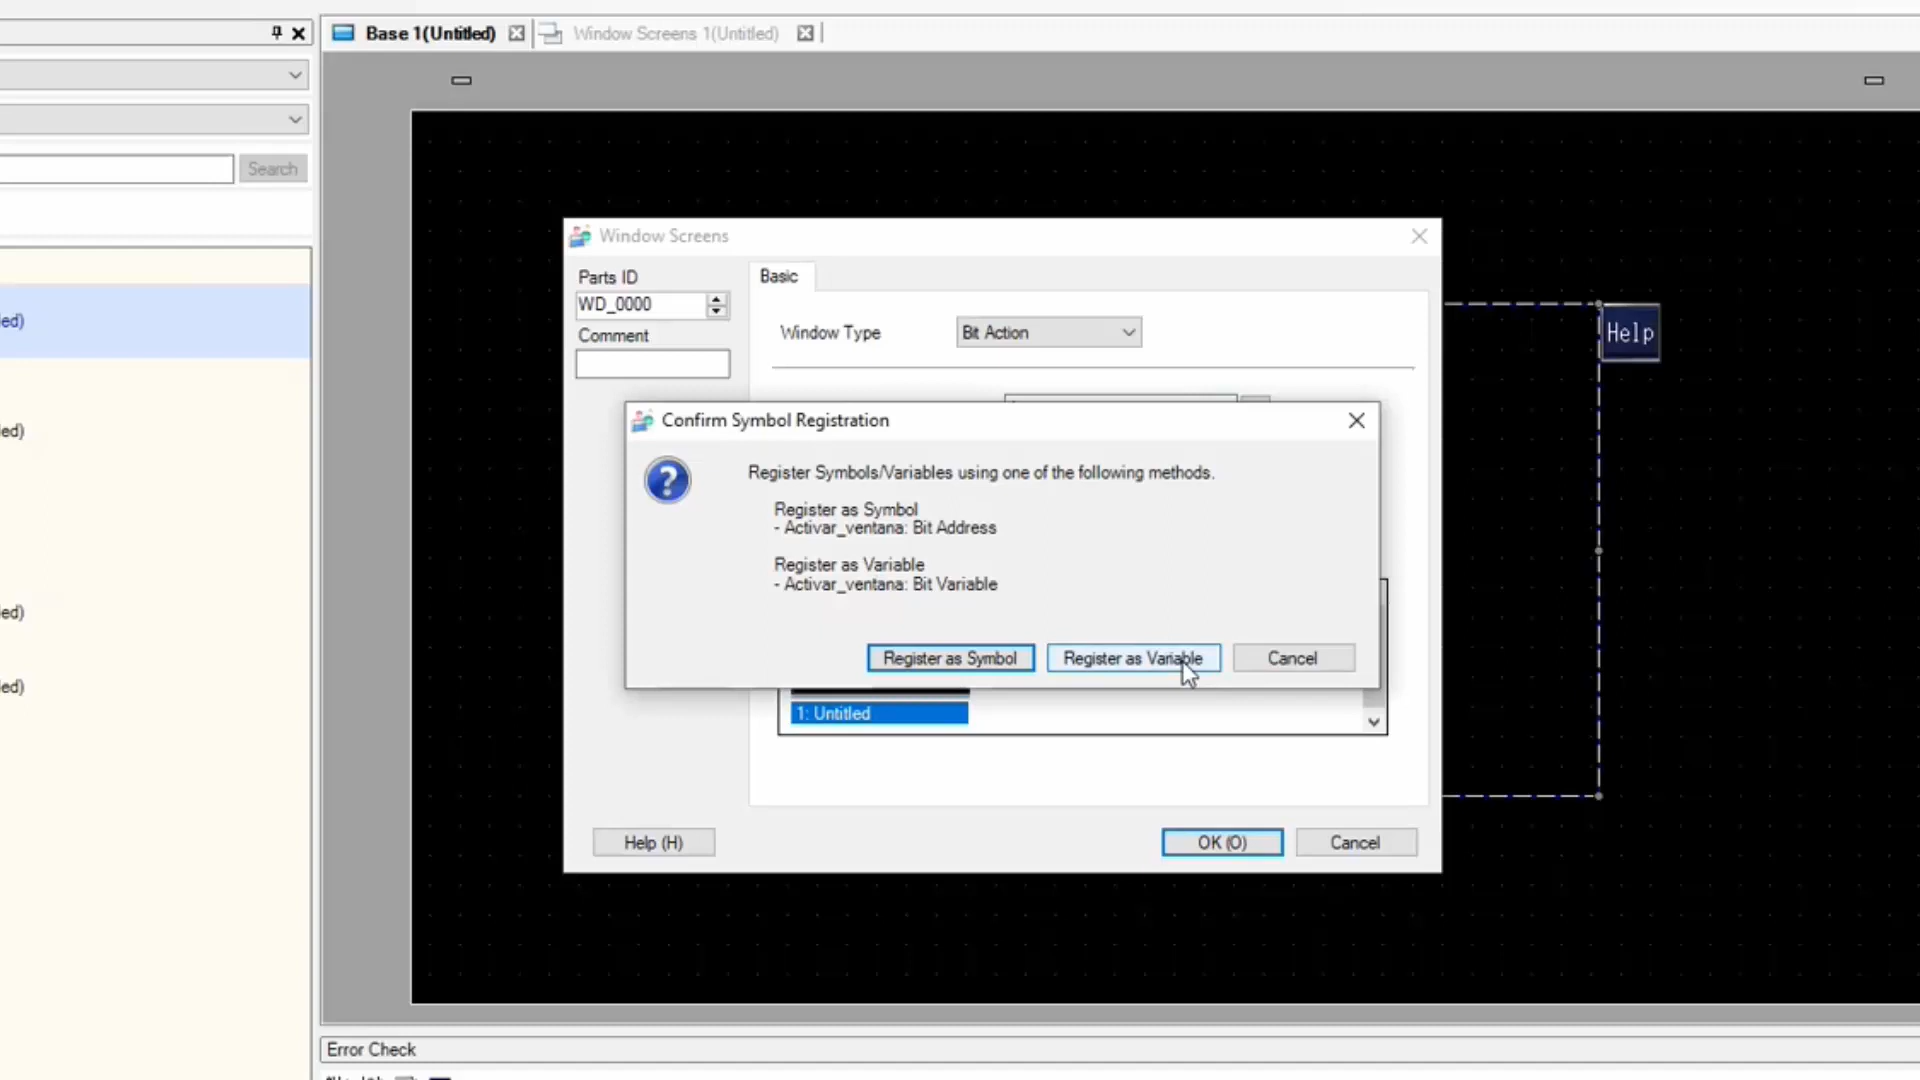 Base 1(Untitled)
Window Screens 1(Untitled)
Search
ed)
ed)
ed)
ed)
Window Screens
Parts ID
WD_0000
Comment
Basic
Window Type
Bit Action
Help
Confirm Symbol Registration
Register Symbols/Variables using one of the following methods.
Register as Symbol
- Activar_ventana: Bit Address
Register as Variable
- Activar_ventana: Bit Variable
Register as Symbol
Register as Variable
Cancel
1: Untitled
Help (H)
OK (O)
Cancel
Error Check